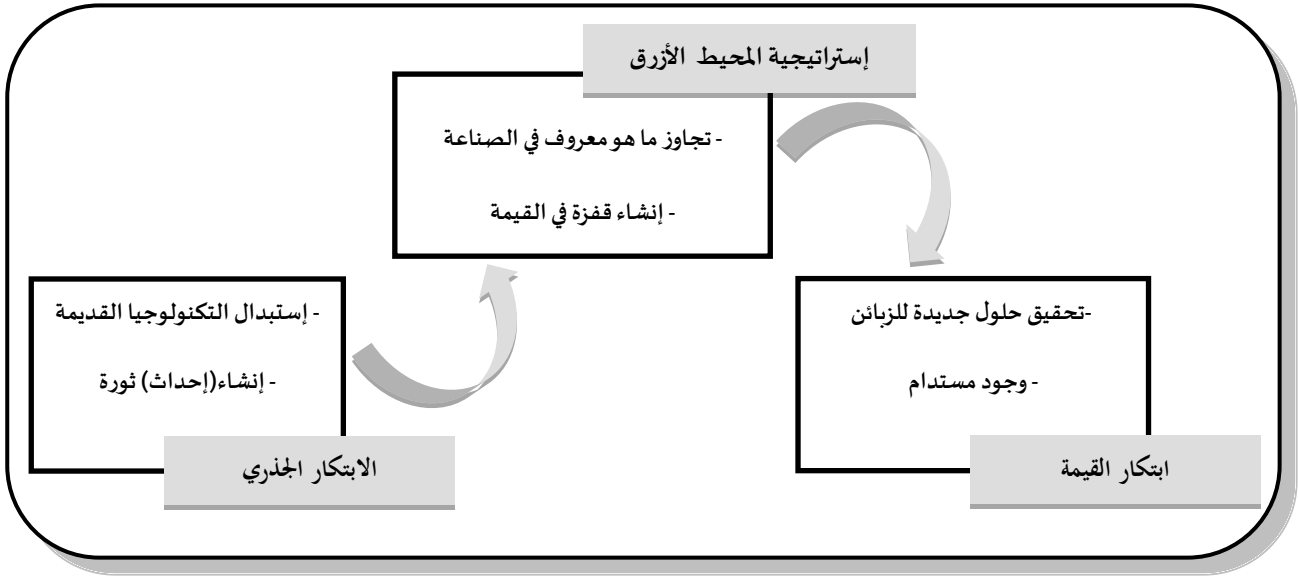 إستراتيجية المحيط الأزرق
- تجاوز ما هو معروف في الصناعة
- إنشاء قفزة في القيمة
- إستبدال التكنولوجيا القديمة
- إنشاء(إحداث) ثورة
الابتكار الجذري
-تحقيق حلول جديدة للزبائن
- وجود مستدام
ابتكار القيمة